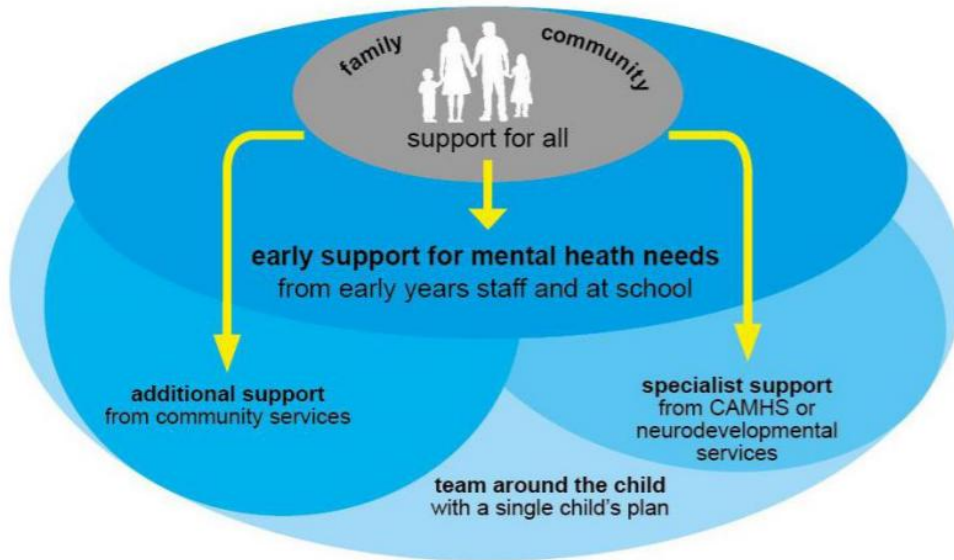 family
community
support for all
early support for mental heath needs
from early years staff and at school
additional support
from community services
specialist support
from CAMHS or
neurodevelopmental
services
team around the child
with a single child's plan